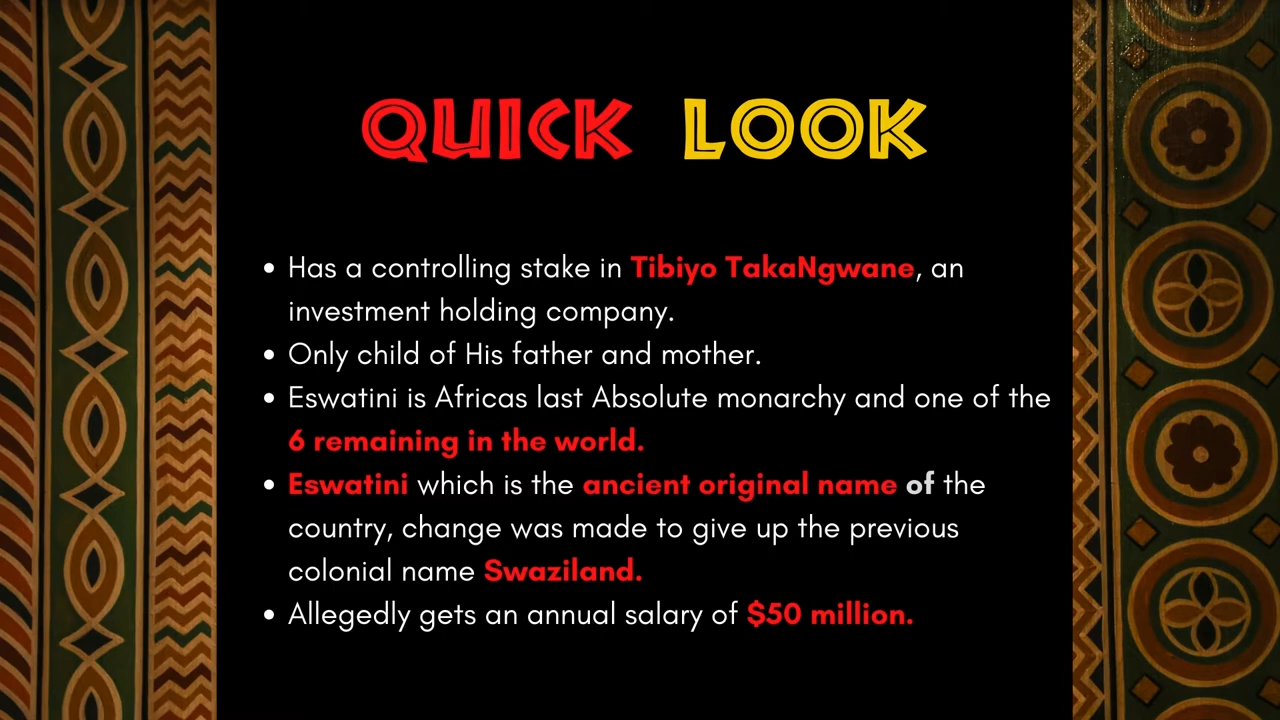 QUICK LOOK
• Has a controlling stake in Tibiyo TakaNgwane, an
investment holding company.
• Only child of His father and mother.
• Eswatini is Africas last Absolute monarchy and one of the
6 remaining in the world.
• Eswatini which is the ancient original name of the
country, change was made to give up the previous
colonial name Swaziland.
• Allegedly gets an annual salary of $50 million.